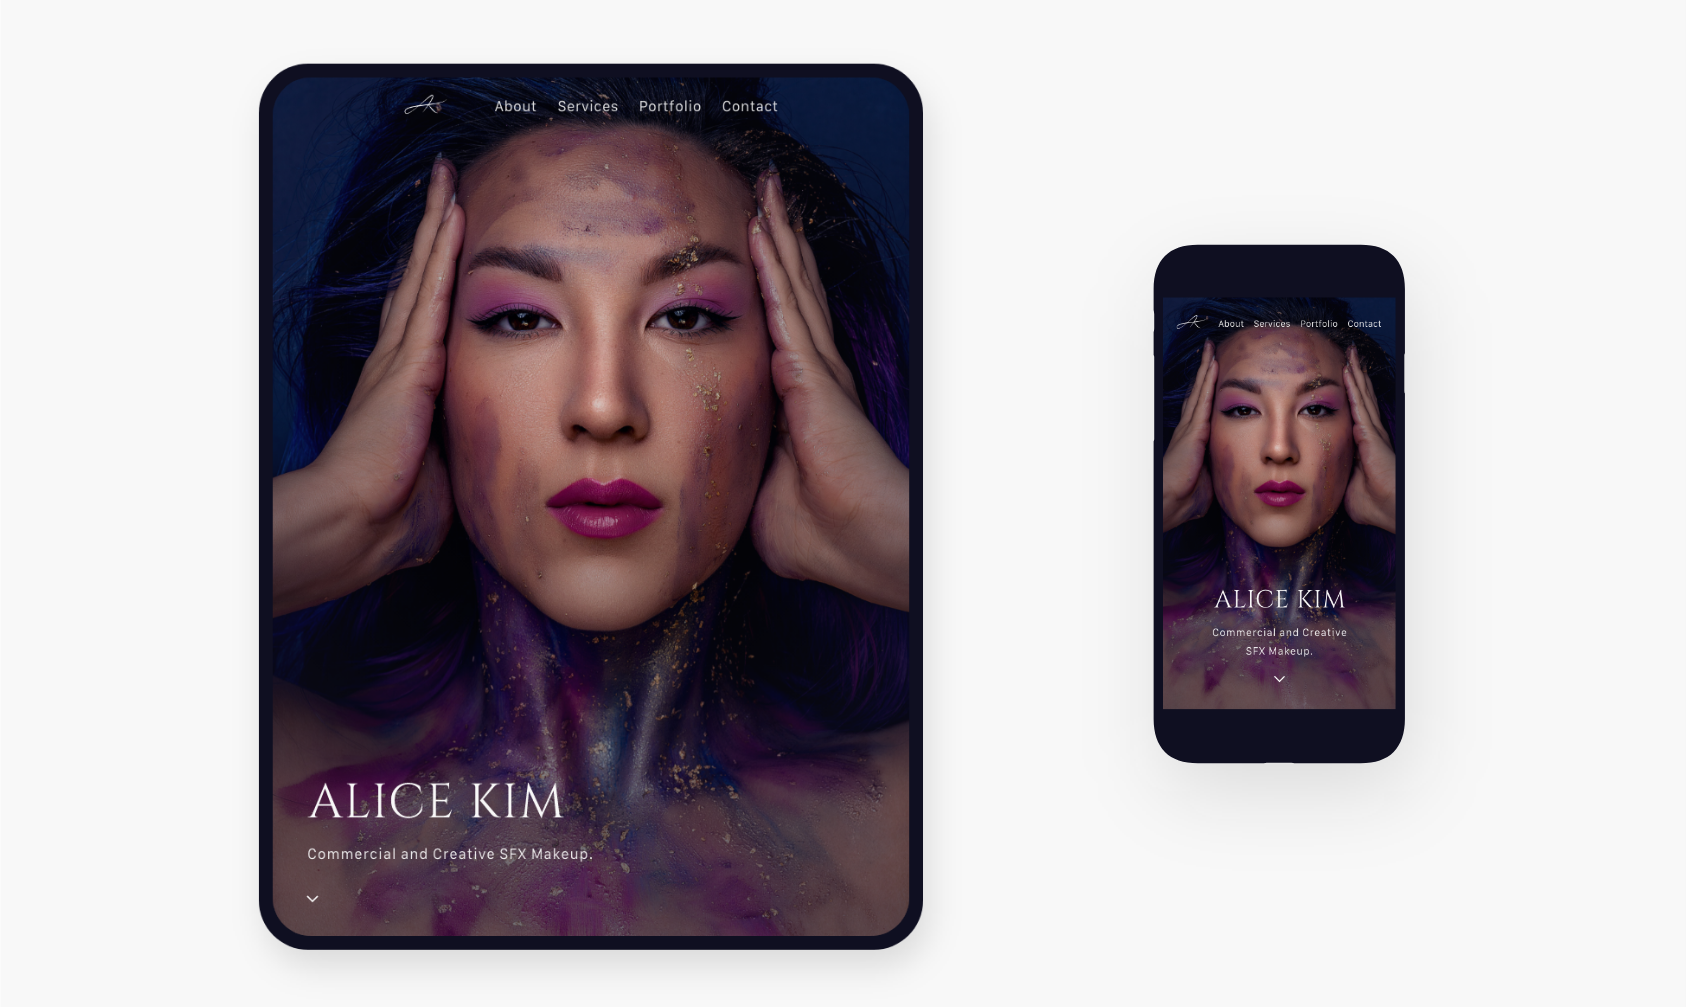 About Services Portfolio Contact
ALICE KIM
Commercial and Creative SFX Makeup.
About Services Portfolio Contact
ALICE KIM
Commercial and Creative
SFX Makeup.